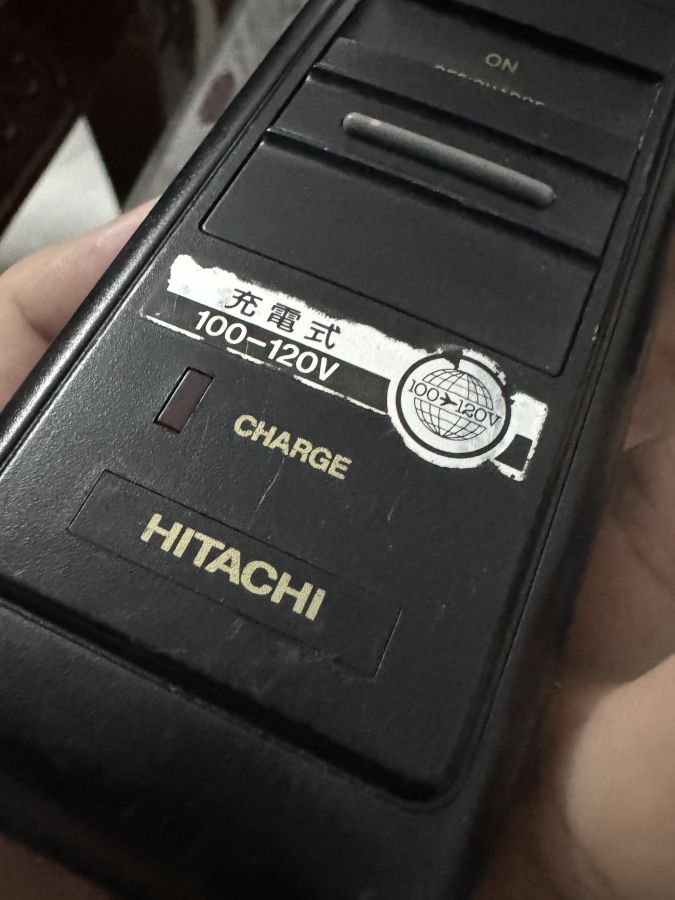 ON
充電式
100-120V
100➤120V
CHARGE
HITACHI